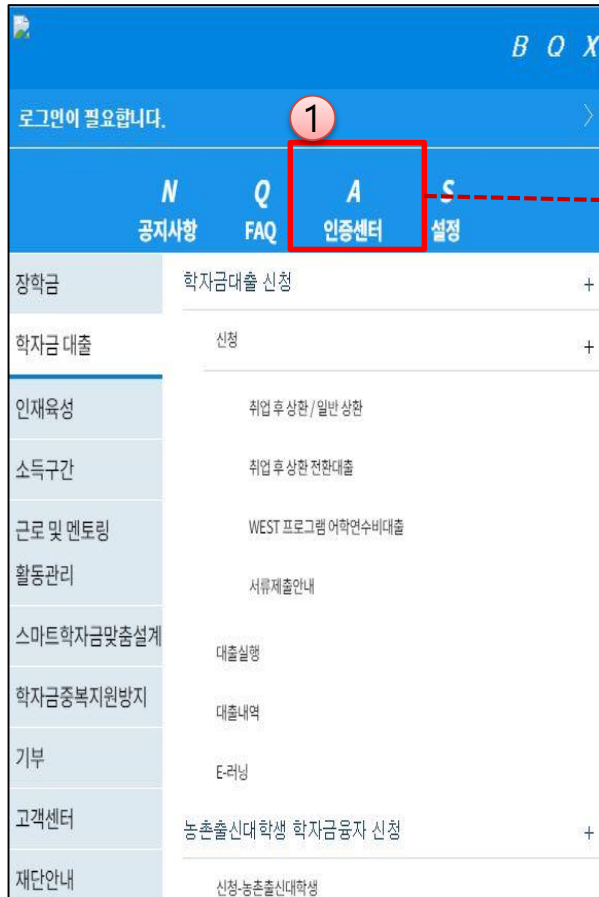 B Q X
로그인이 필요합니다.
1
N Q A S
공지사항 FAQ 인증센터 설정
장학금
학자금 대출
인재육성
소득구간
근로 및 멘토링
활동관리
스마트학자금맞춤설계
학자금중복지원방지
기부
고객센터
재단안내
학자금대출 신청 +
신청 +
취업 후 상환 / 일반 상환
취업 후 상환 전환대출
WEST 프로그램 어학연수비대출
서류제출안내
대출실행
대출내역
E-러닝
농촌출신대학생 학자금융자 신청 +
신청-농촌출신대학생